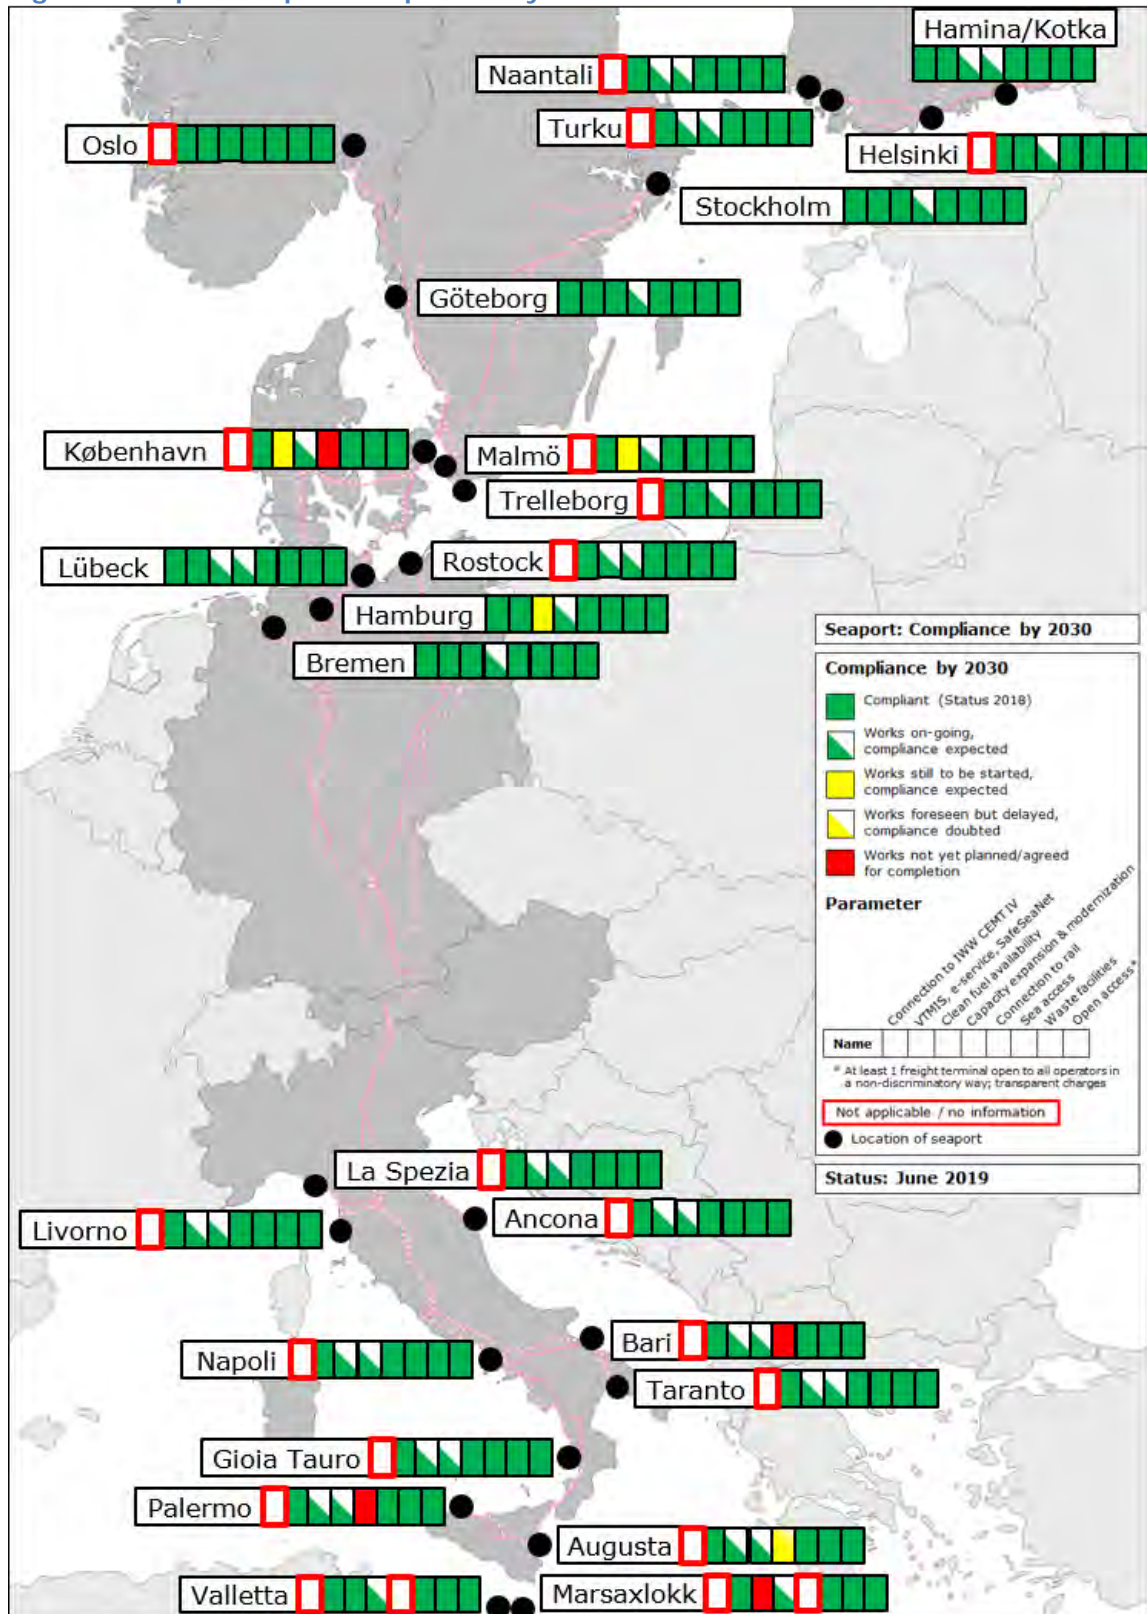 Hamina/Kotka
Naantali
Turku
Oslo
Helsinki
Stockholm
Göteborg
København
Malmö
Trelleborg
Lübeck
Rostock
Hamburg
Bremen
Seaport: Compliance by 2030
Compliance by 2030
Compliant (Status 2018)
Works on-going,
compliance expected
Works still to be started,
compliance expected
Works foreseen but delayed,
compliance doubted
Works not yet planned/agreed
for completion
Parameter
Connection to IWW CEMT IV
VTMIS, e-service, SafeSeaNet
Clean fuel availability
Capacity expansion & modernization
Connection to rail
Sea access
Waste facilities
Open access*
Name
* At least 1 freight terminal open to all operators in
a non-discriminatory way; transparent charges
Not applicable / no information
Location of seaport
Status: June 2019
La Spezia
Ancona
Livorno
Bari
Napoli
Taranto
Gioia Tauro
Palermo
Augusta
Valletta
Marsaxlokk